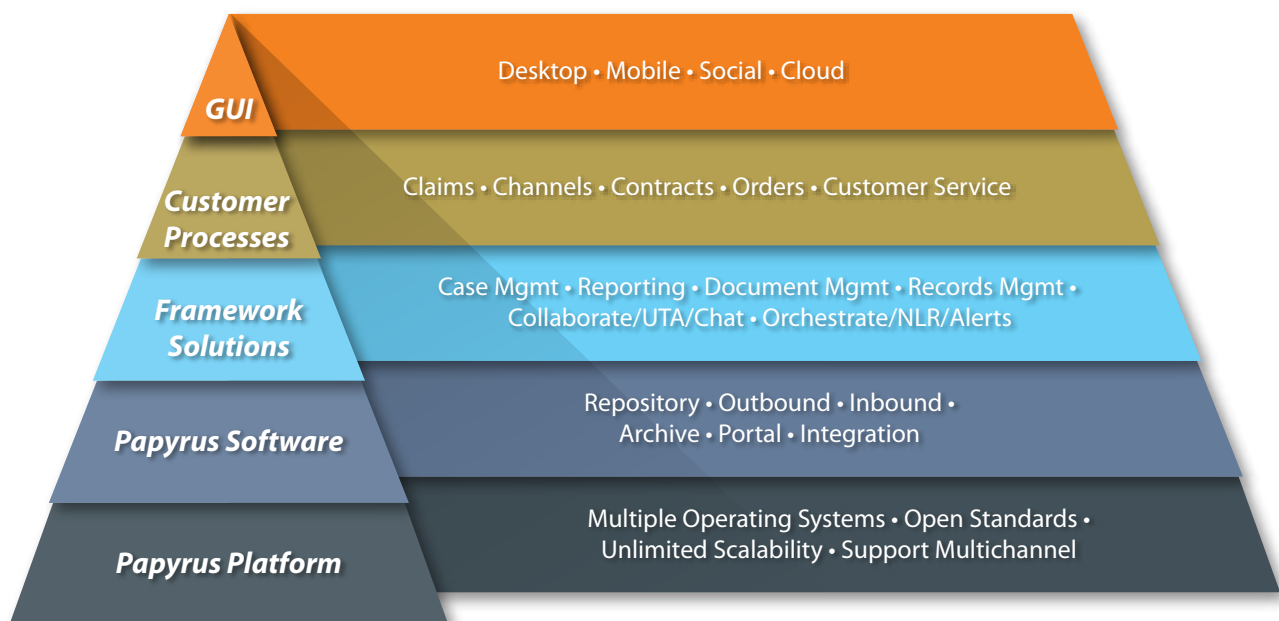 GUI
Desktop • Mobile • Social • Cloud
Customer
Processes
Claims • Channels • Contracts • Orders • Customer Service
Framework
Solutions
Case Mgmt • Reporting • Document Mgmt • Records Mgmt •
Collaborate/UTA/Chat • Orchestrate/NLR/Alerts
Papyrus Software
Repository • Outbound • Inbound •
Archive • Portal • Integration
Papyrus Platform
Multiple Operating Systems • Open Standards •
Unlimited Scalability • Support Multichannel